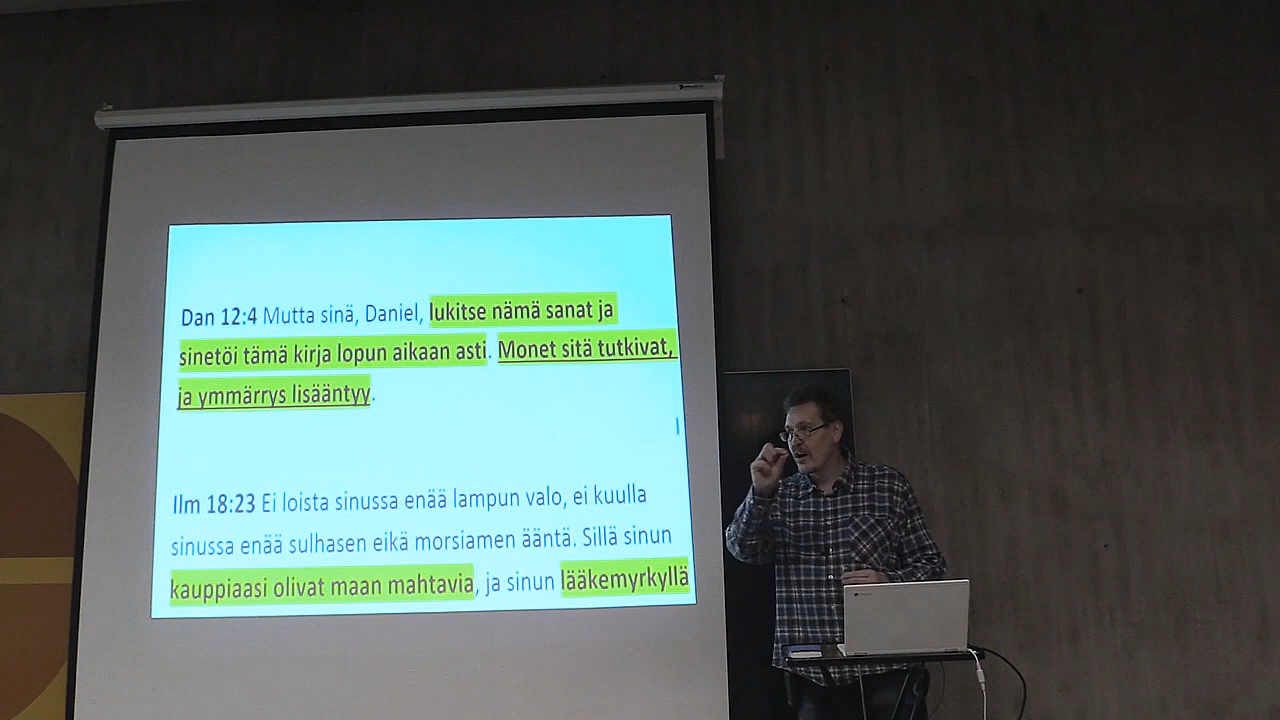 Dan 12:4 Mutta sinä, Daniel, lukitse nämä sanat ja
sinetöi tämä kirja lopun aikaan asti. Monet sitä tutkivat,
ja ymmärrys lisääntyy.
Ilm 18:23 Ei loista sinussa enää lampun valo, ei kuulla
sinussa enää sulhasen eikä morsiamen ääntä. Sillä sinun
kauppiaasi olivat maan mahtavia, ja sinun lääkemyrkyllä